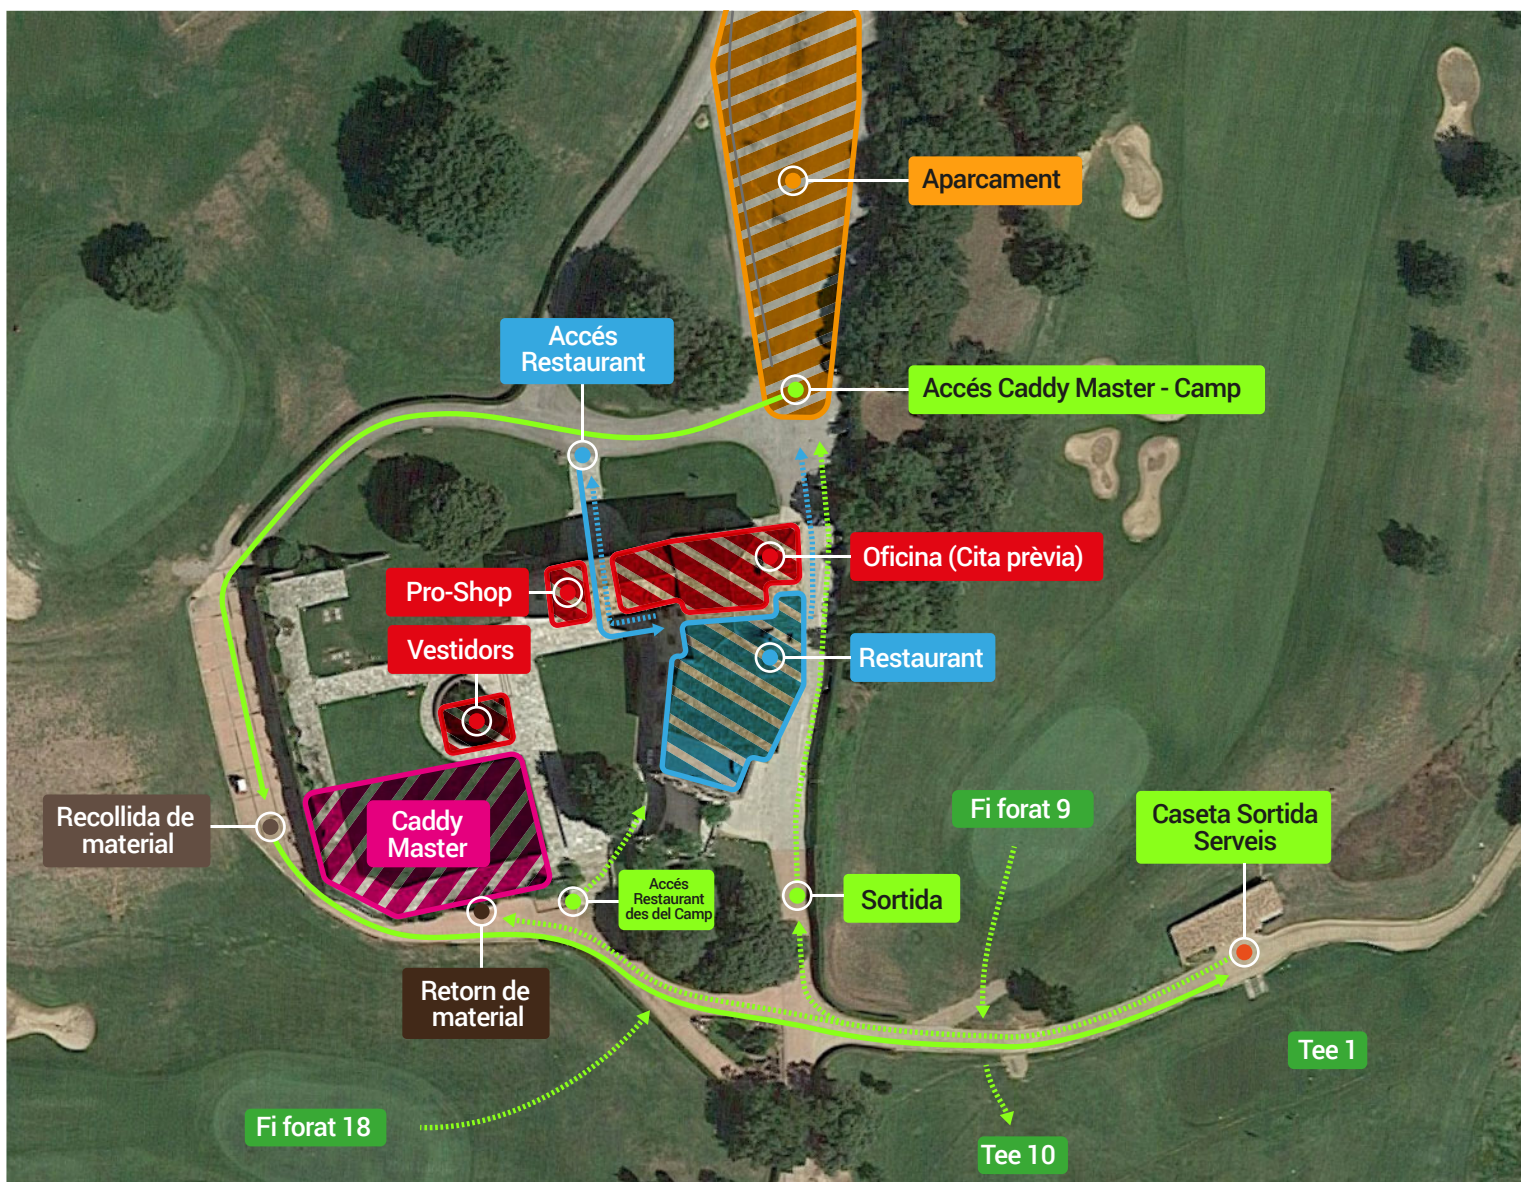 Aparcament
Accés
Restaurant
Accés Caddy Master - Camp
Oficina (Cita prèvia)
Pro-Shop
Vestidors
Restaurant
Recollida de
material
Caddy
Master
Fi forat 9
Caseta Sortida
Serveis
Accés
Restaurant
des del Camp
Sortida
Retorn de
material
Tee 1
Fi forat 18
Tee 10